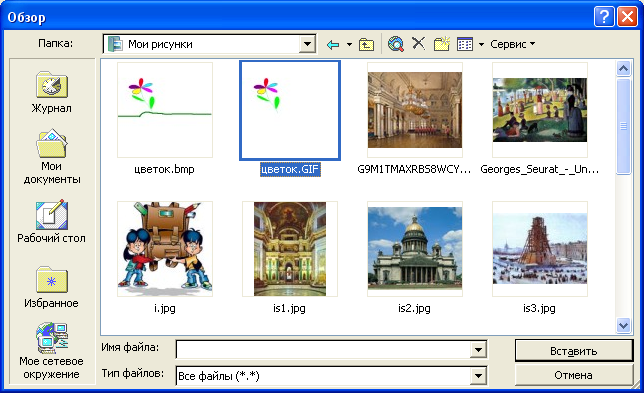 Обзор
Папка:
Мои рисунки
Сервис
Журнал
Мои
документы
Рабочий стол
Избранное
Мое сетевое
окружение
цветок.bmp
цветок.GIF
G9M1TMAXRBS8WCY...
Georges_Seurat_-_Un...
i.jpg
is1.jpg
is2.jpg
is3.jpg
Имя файла:
Вставить
Тип файлов:
Все файлы (*.*)
Отмена